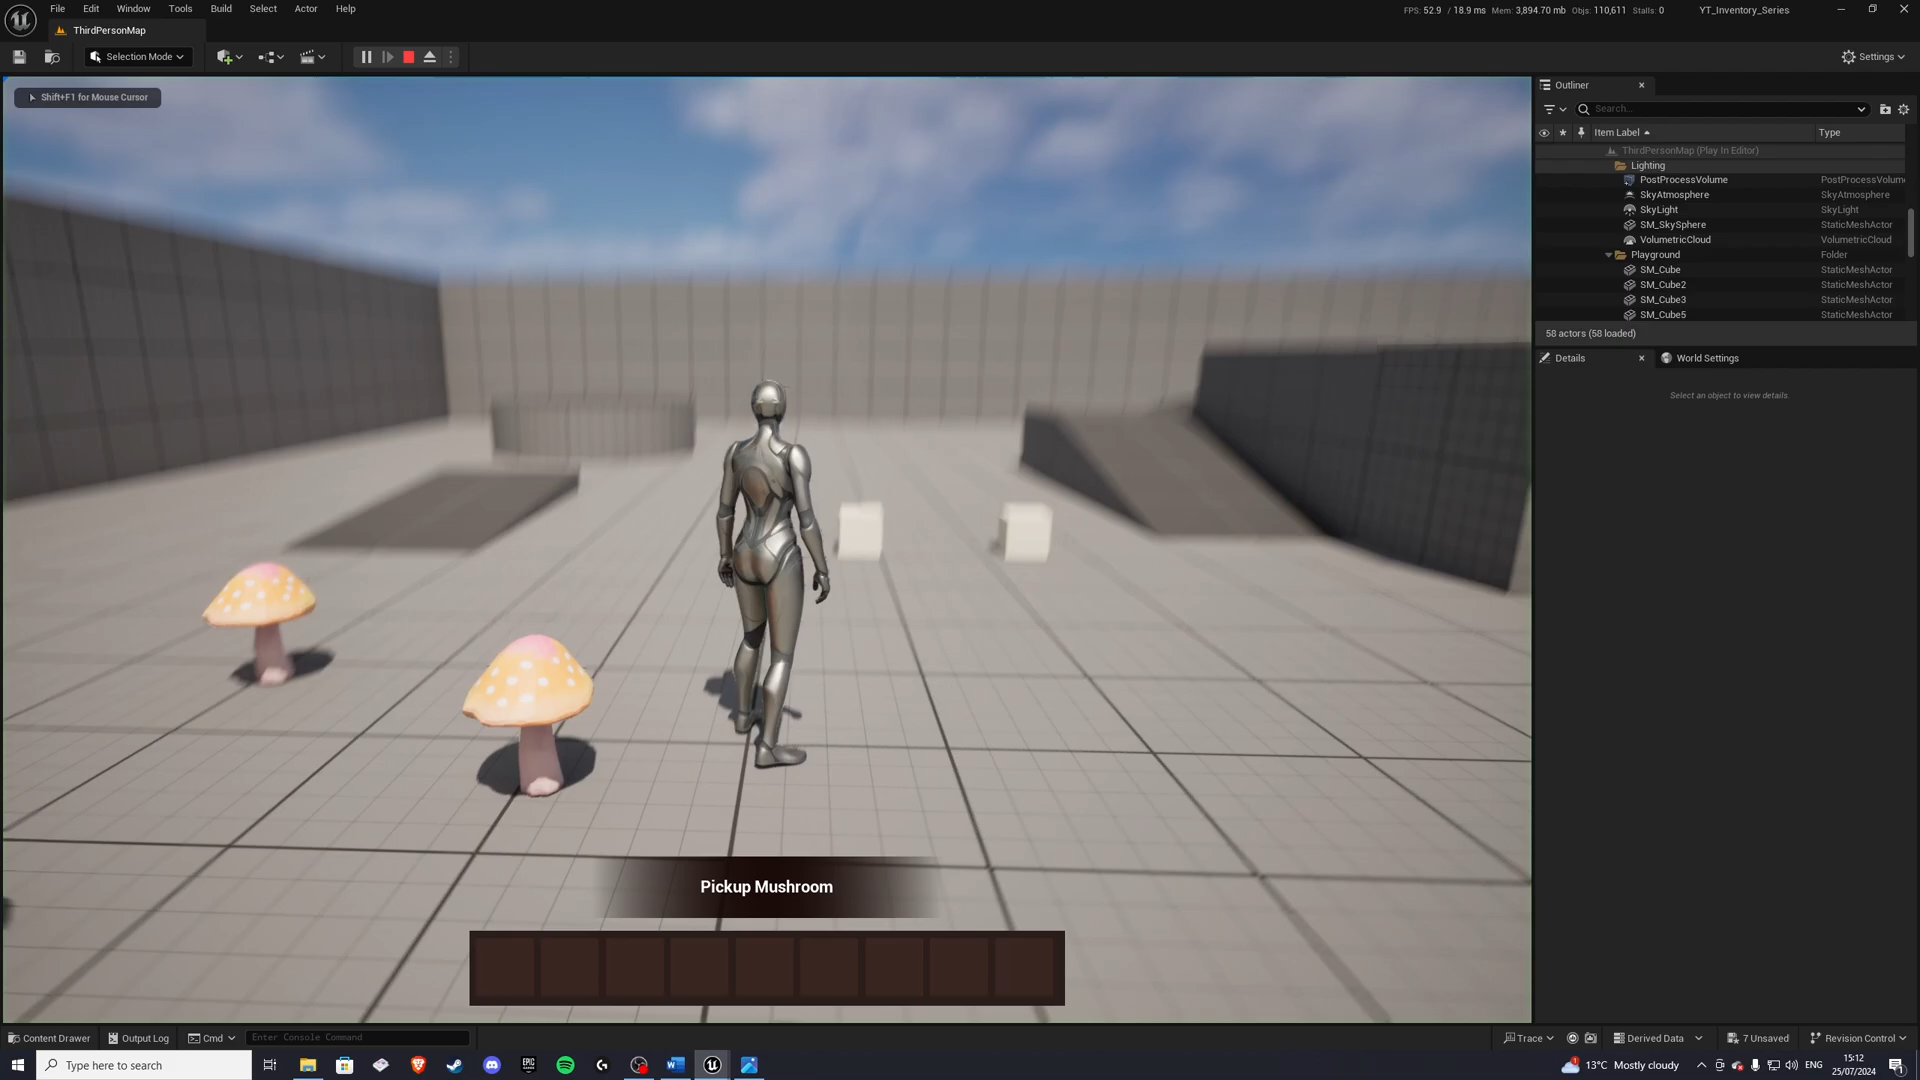 File Edit Window Tools Build Select Actor Help
FPS: 52.9 / 18.9 ms Mem: 3,894.70 mb Objs: 110,611 Stalls: 0 YT_Inventory_Series
ThirdPersonMap
Selection Mode
Settings
Shift+F1 for Mouse Cursor
Outliner
Search...
Item Label Type
ThirdPersonMap (Play In Editor)
Lighting
PostProcessVolume PostProcessVolum
SkyAtmosphere SkyAtmosphere
SkyLight SkyLight
SM_SkySphere StaticMeshActor
VolumetricCloud VolumetricCloud
Playground Folder
SM_Cube StaticMeshActor
SM_Cube2 StaticMeshActor
SM_Cube3 StaticMeshActor
SM_Cube5 StaticMeshActor
58 actors (58 loaded)
Details World Settings
Select an object to view details.
Pickup Mushroom
Content Drawer Output Log Cmd Enter Console Command
Trace Derived Data 7 Unsaved Revision Control
Type here to search
EPIC GAMES
13°C Mostly cloudy ENG 15:12
25/07/2024